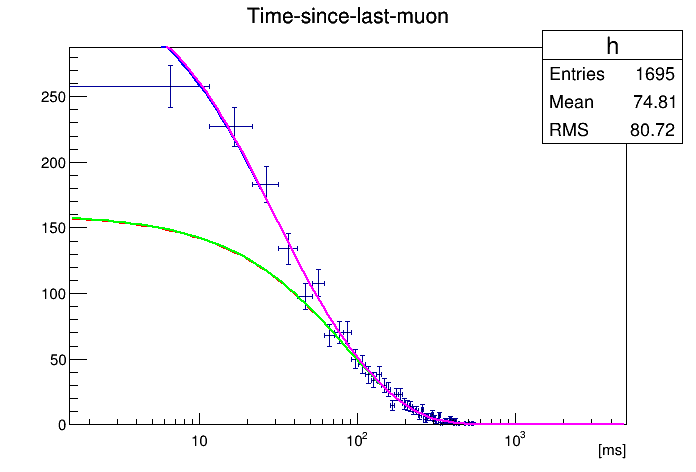 Time-since-last-muon
h
Entries 1695
Mean 74.81
RMS 80.72
250
200
150
100
50
0
10 10² 10³
[ms]